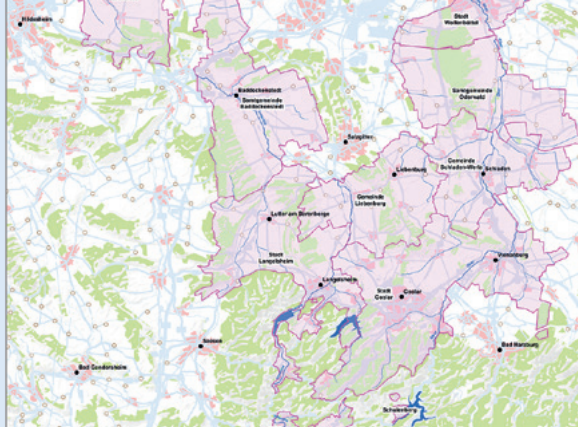 Hildesheim
Stadt
Wolfenbüttel
Baddeckenstedt
Samtgemeinde
Baddeckenstedt
Samtgemeinde
Oderwald
Salzgitter
Gemeinde
Schladen-Werla
Schladen
Liebenburg
Gemeinde
Liebenburg
Lutter am Barenberge
Stadt
Langelsheim
Vienenburg
Langelsheim
Stadt
Goslar
Goslar
Seesen
Bad Harzburg
Bad Gandersheim
Schulenberg